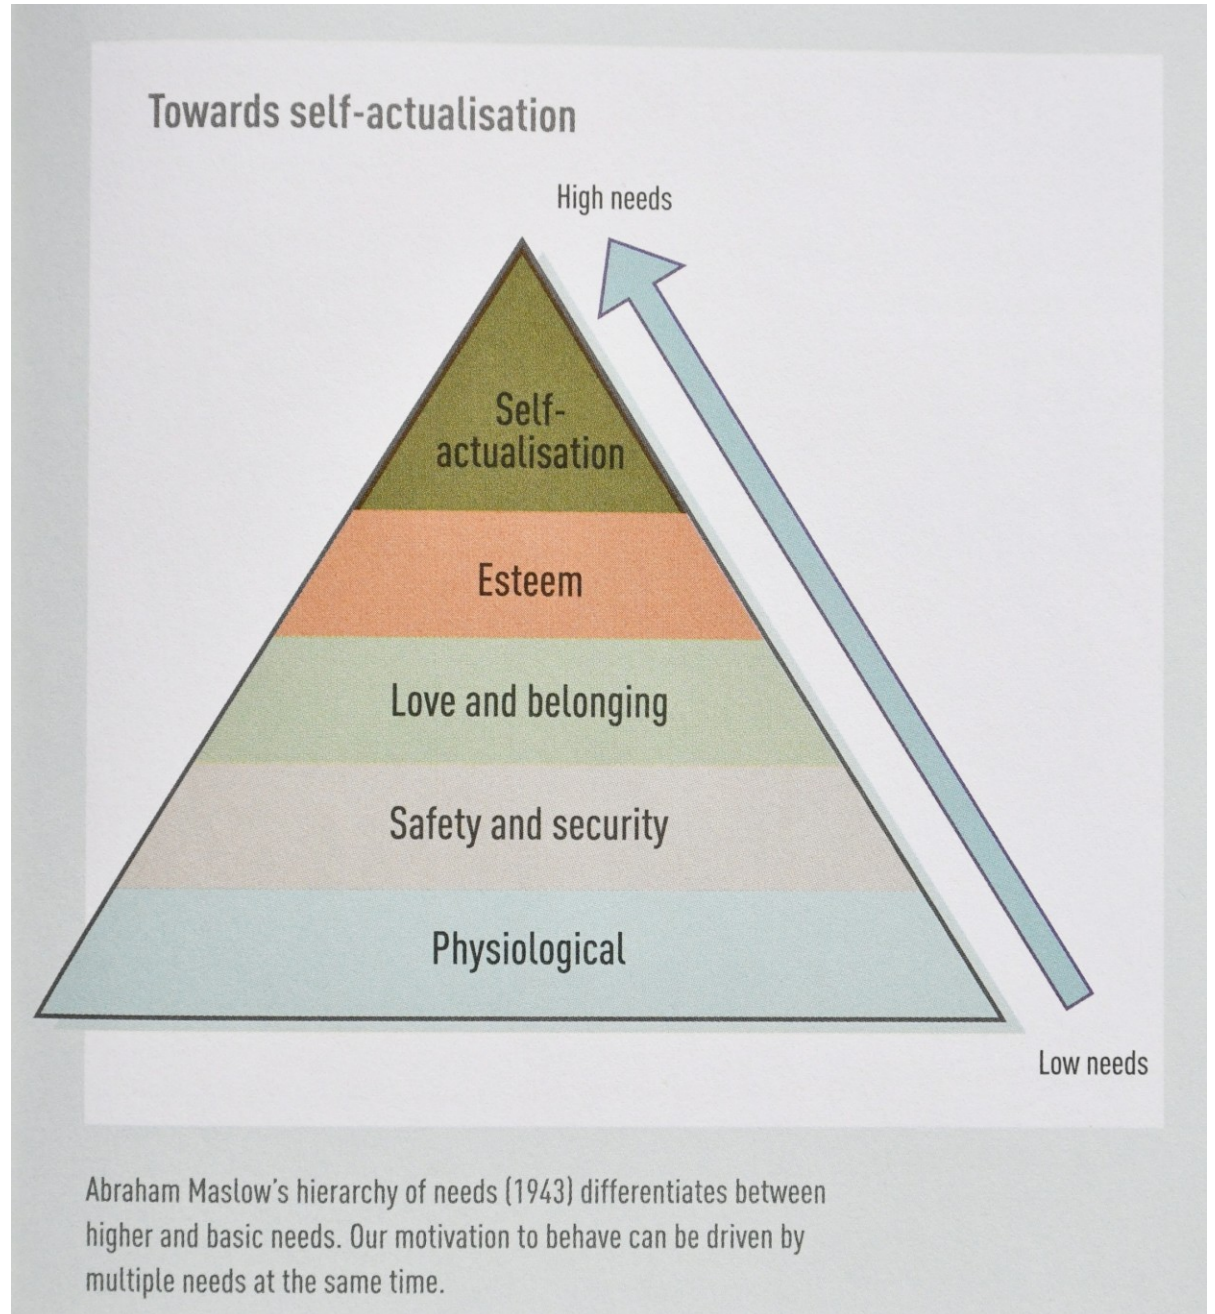 Towards self-actualisation
High needs
Self-
actualisation
Esteem
Love and belonging
Safety and security
Physiological
Low needs
Abraham Maslow's hierarchy of needs (1943) differentiates between
higher and basic needs. Our motivation to behave can be driven by
multiple needs at the same time.